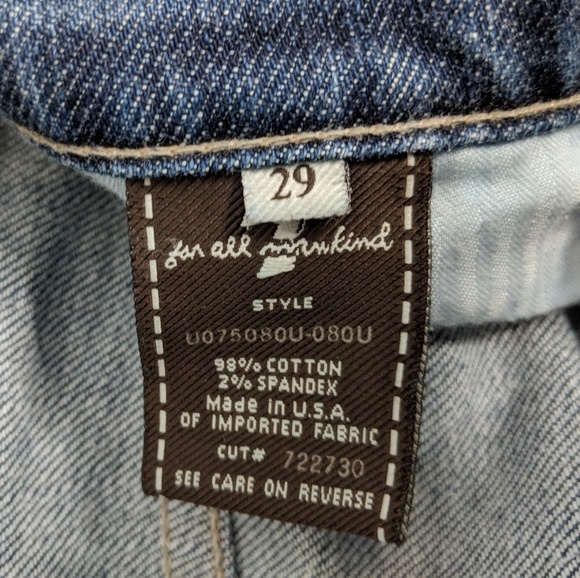 29
7
for all mankind
STYLE
U075080U-080U
98% COTTON
2% SPANDEX
Made in U.S.A.
OF IMPORTED FABRIC
CUT# 722730
SEE CARE ON REVERSE